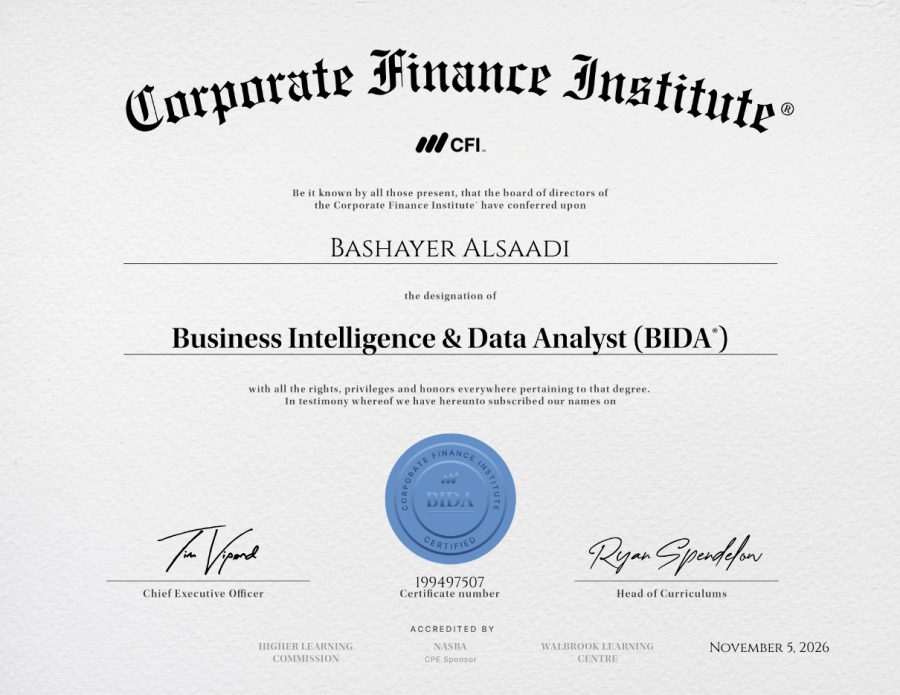 Corporate Finance Institute®
CFI™
Be it known by all those present, that the board of directors of
the Corporate Finance Institute® have conferred upon
BASHAYER ALSAADI
the designation of
Business Intelligence & Data Analyst (BIDA®)
with all the rights, privileges and honors everywhere pertaining to that degree.
In testimony whereof we have hereunto subscribed our names on
CORPORATE FINANCE INSTITUTE
BIDA
CERTIFIED
Tim Vipond
Ryan Spendelow
199497507
Chief Executive Officer
Certificate number
Head of Curriculums
ACCREDITED BY
HIGHER LEARNING
COMMISSION
NASBA
CPE Sponsor
WALBROOK LEARNING
CENTRE
NOVEMBER 5, 2026